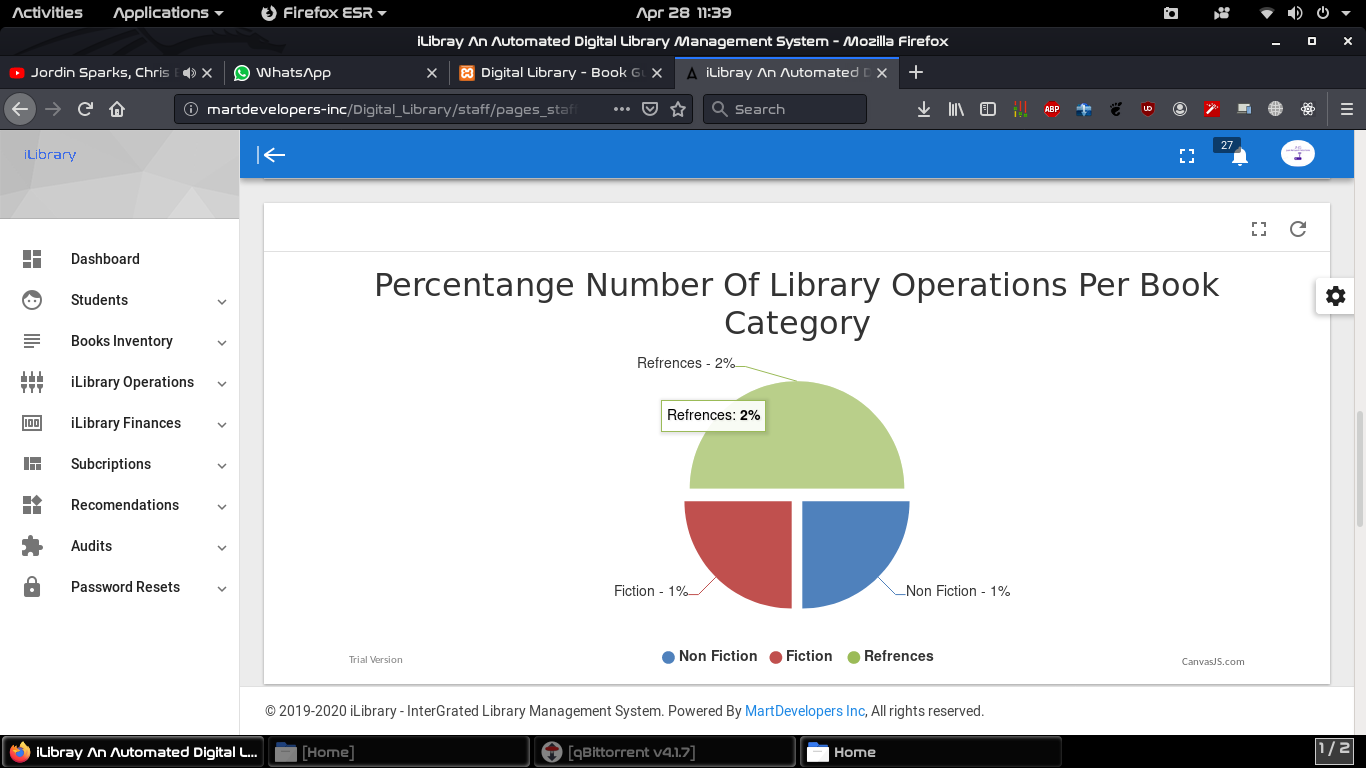 Activities Applications Firefox ESR Apr 28 11:39
iLibray An Automated Digital Library Management System - Mozilla Firefox
Jordin Sparks, Chris WhatsApp Digital Library - Book G iLibray An Automated D
martdevelopers-inc/Digital_Library/staff/pages_staf Search ABP
iLibrary
27
Dashboard
Students
Books Inventory
iLibrary Operations
iLibrary Finances
Subcriptions
Recomendations
Audits
Password Resets
Percentange Number Of Library Operations Per Book
Category
Refrences - 2%
Refrences: 2%
Fiction - 1%
Non Fiction - 1%
Non Fiction Fiction Refrences
Trial Version
CanvasJS.com
© 2019-2020 iLibrary - InterGrated Library Management System. Powered By MartDevelopers Inc, All rights reserved.
iLibray An Automated Digital L... [Home] [qBittorrent v4.1.7] Home 1 / 2